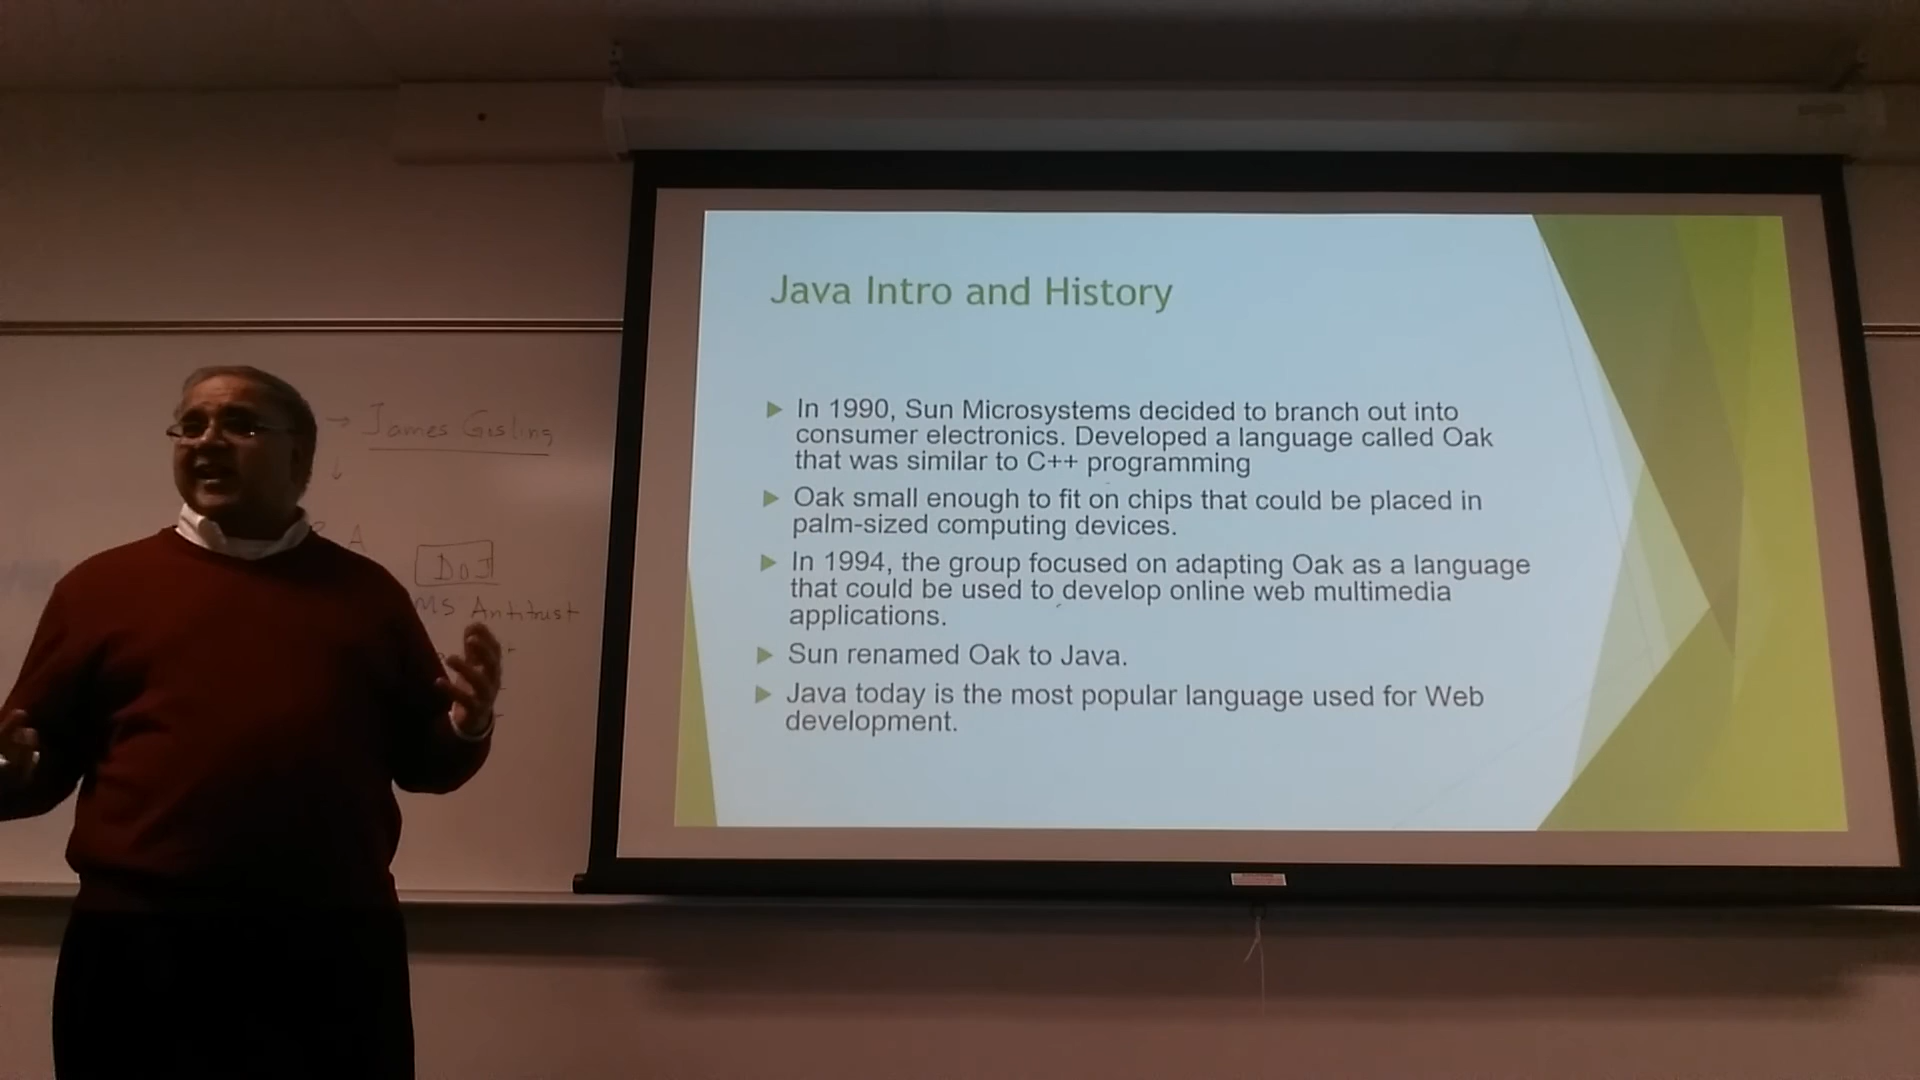 James Gisling
A
DOJ
MS Antitrust
Java Intro and History
In 1990, Sun Microsystems decided to branch out into
consumer electronics. Developed a language called Oak
that was similar to C++ programming
Oak small enough to fit on chips that could be placed in
palm-sized computing devices.
In 1994, the group focused on adapting Oak as a language
that could be used to develop online web multimedia
applications.
Sun renamed Oak to Java.
Java today is the most popular language used for Web
development.